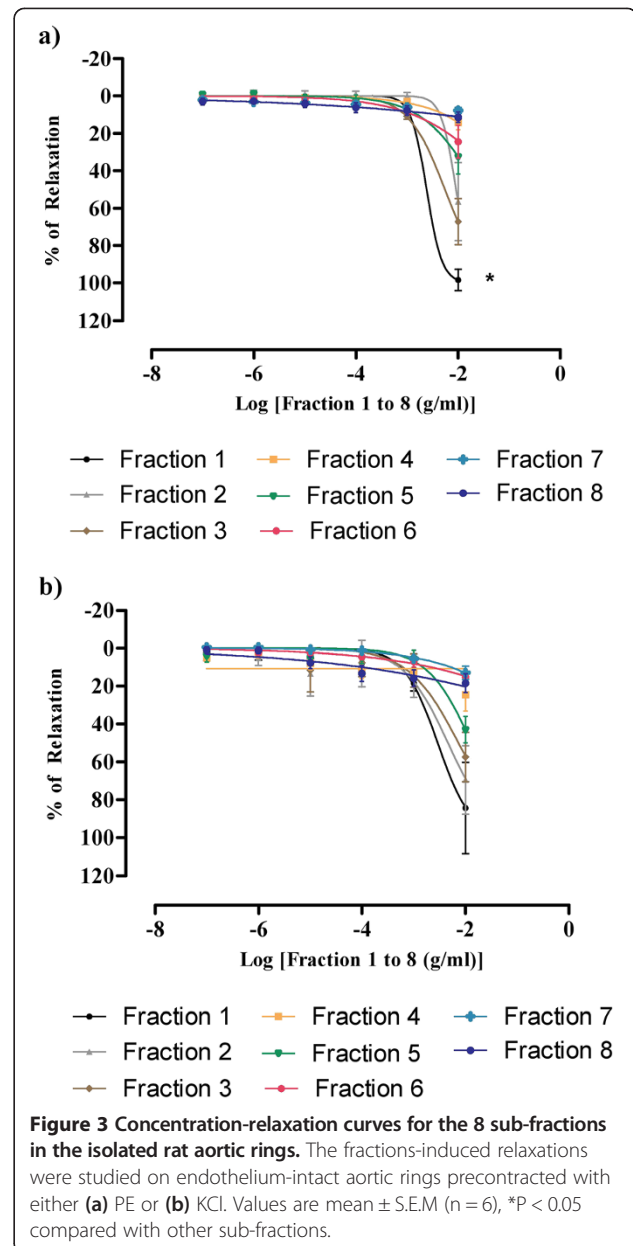 a)
-20
0
20
40
60
80
100
120
% of Relaxation
*
-8 -6 -4 -2 0
Log [Fraction 1 to 8 (g/ml)]
Fraction 1 Fraction 4 Fraction 7
Fraction 2 Fraction 5 Fraction 8
Fraction 3 Fraction 6
b)
-20
0
20
40
60
80
100
120
% of Relaxation
-8 -6 -4 -2 0
Log [Fraction 1 to 8 (g/ml)]
Fraction 1 Fraction 4 Fraction 7
Fraction 2 Fraction 5 Fraction 8
Fraction 3 Fraction 6
Figure 3 Concentration-relaxation curves for the 8 sub-fractions
in the isolated rat aortic rings. The fractions-induced relaxations
were studied on endothelium-intact aortic rings precontracted with
either (a) PE or (b) KCl. Values are mean ± S.E.M (n = 6), *P < 0.05
compared with other sub-fractions.